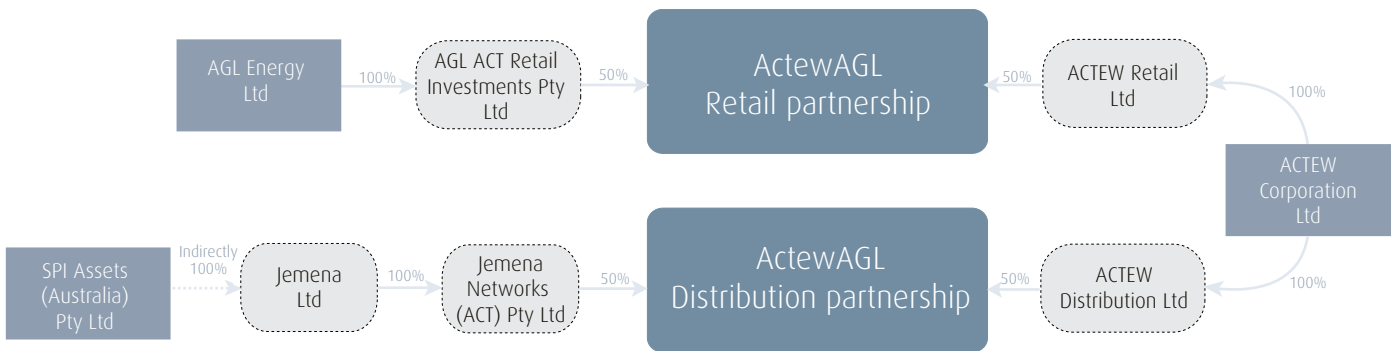 AGL Energy
Ltd
100%
AGL ACT Retail
Investments Pty
Ltd
50%
ActewAGL
Retail partnership
50%
ACTEW Retail
Ltd
100%
ACTEW
Corporation
Ltd
SPI Assets
(Australia)
Pty Ltd
Indirectly
100%
Jemena
Ltd
100%
Jemena
Networks
(ACT) Pty Ltd
50%
ActewAGL
Distribution partnership
50%
ACTEW
Distribution Ltd
100%